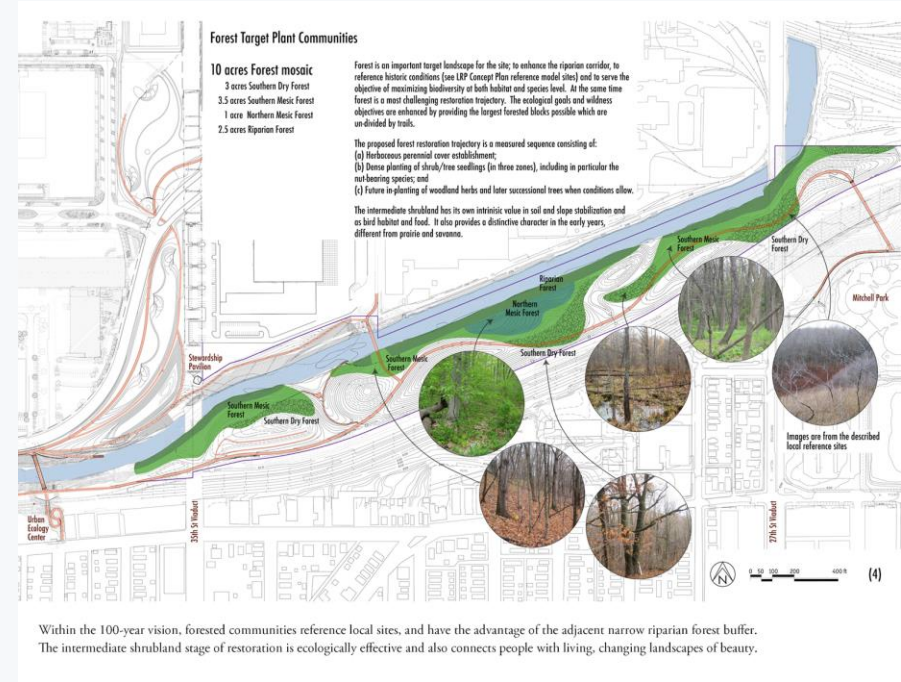 Forest Target Plant Communities
10 acres Forest mosaic
3 acres Southern Dry Forest
3.5 acres Southern Mesic Forest
1 acre Northern Mesic Forest
2.5 acres Riparian Forest
Forest is an important target landscape for the site; to enhance the riparian corridor, to
reference historic conditions (see LRP Concept Plan reference model sites) and to serve the
objective of maximizing biodiversity at both habitat and species level. At the same time
forest is a most challenging restoration trajectory. The ecological goals and wildness
objectives are enhanced by providing the largest forested blocks possible which are
un-divided by trails.
The proposed forest restoration trajectory is a measured sequence consisting of:
(a) Herbaceous perennial cover establishment;
(b) Dense planting of shrub/tree seedlings (in three zones), including in particular the
nut-bearing species; and
(c) Future in-planting of woodland herbs and later successional trees when conditions allow.
The intermediate shrubland has its own intrinisic value in soil and slope stabilization and
as bird habitat and food. It also provides a distinctive character in the early years,
different from prairie and savanna.
Southern Mesic
Forest
Southern Dry
Forest
Riparian
Forest
Mitchell Park
Northern
Mesic Forest
Southern Dry Forest
Stewardship
Pavilion
Southern Mesic
Forest
Southern Mesic
Forest
Southern Dry Forest
Images are from the described
local reference sites
Urban
Ecology
Center
35th St Viaduct
27th St Viaduct
N
0 50 100 200 400 ft
(4)
Within the 100-year vision, forested communities reference local sites, and have the advantage of the adjacent narrow riparian forest buffer.
The intermediate shrubland stage of restoration is ecologically effective and also connects people with living, changing landscapes of beauty.